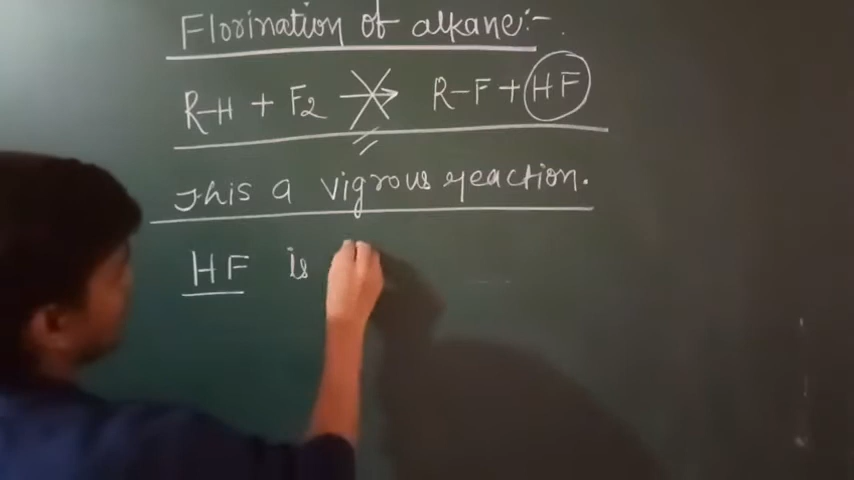 Florination of alkane:-
R-H + F2 → R-F + HF
This a vigrous reaction.
HF is